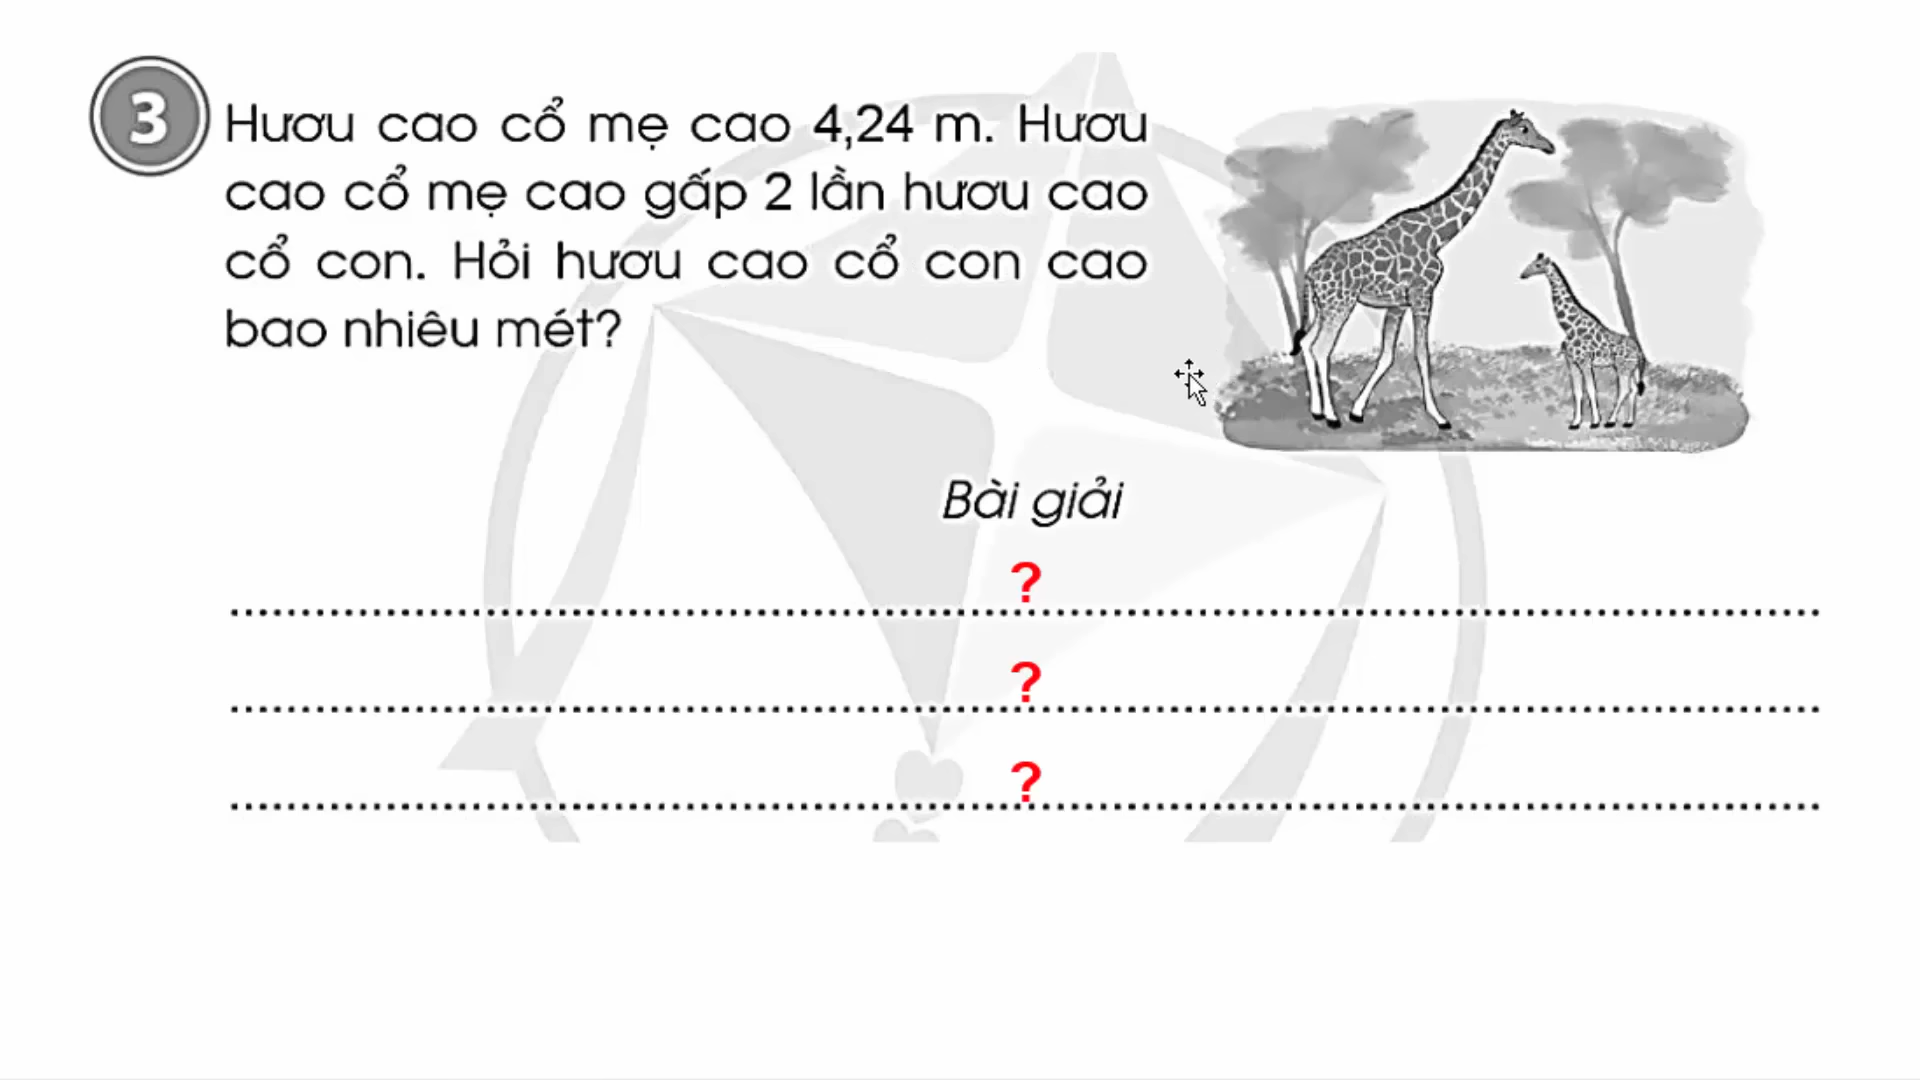 3
Hươu cao cổ mẹ cao 4,24 m. Hươu
cao cổ mẹ cao gấp 2 lần hươu cao
cổ con. Hỏi hươu cao cổ con cao
bao nhiêu mét?
Bài giải
?
?
?